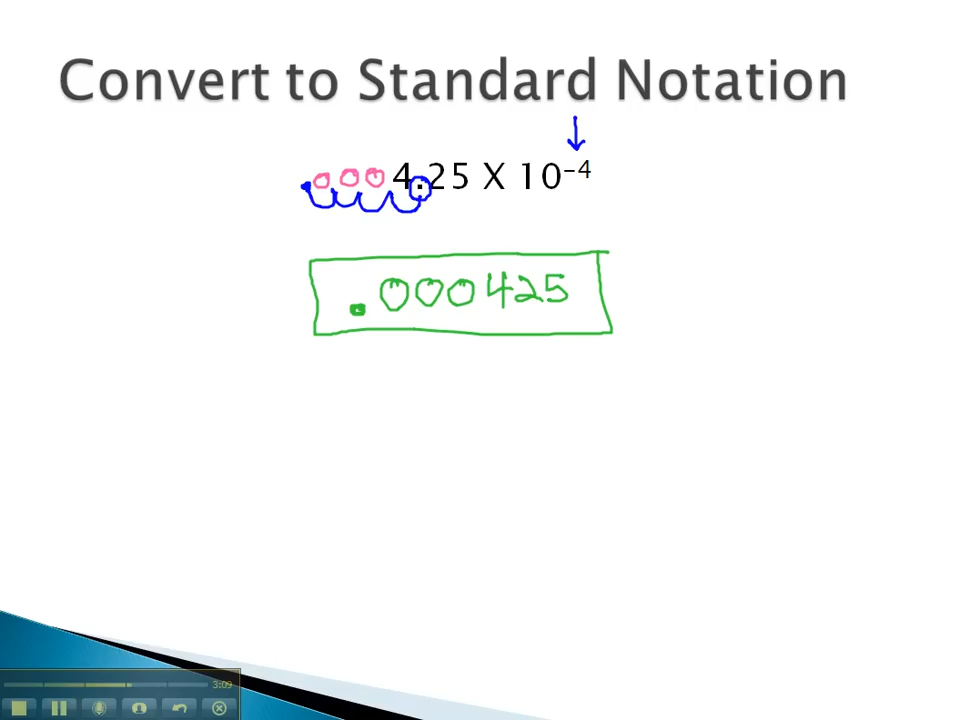 Convert to Standard Notation
.0004.25 X 10⁻⁴
.000425
3:09